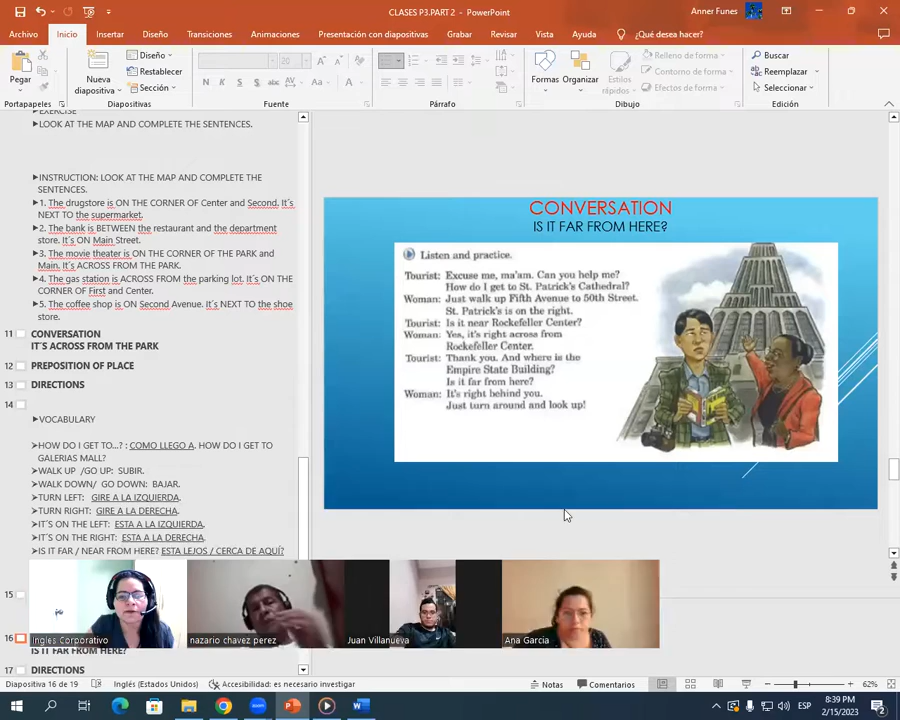 CLASES P3.PART 2 - PowerPoint
Anner Funes
Archivo Inicio Insertar Diseño Transiciones Animaciones Presentación con diapositivas Grabar Revisar Vista Ayuda ¿Qué desea hacer?
Pegar
Nueva diapositiva
Diseño
Restablecer
Sección
20
N K S
Aa
A
Formas
Organizar
Estilos rápidos
Relleno de forma
Contorno de forma
Efectos de forma
Buscar
Reemplazar
Seleccionar
Portapapeles Diapositivas Fuente Párrafo Dibujo Edición
EXERCISE
LOOK AT THE MAP AND COMPLETE THE SENTENCES.
INSTRUCTION: LOOK AT THE MAP AND COMPLETE THE
SENTENCES.
1. The drugstore is ON THE CORNER OF Center and Second. It´s
NEXT TO the supermarket.
2. The bank is BETWEEN the restaurant and the department
store. It´s ON Main Street.
3. The movie theater is ON THE CORNER OF THE PARK and
Main, It´s ACROSS FROM THE PARK.
4. The gas station is ACROSS FROM the parking lot. It´s ON THE
CORNER OF First and Center.
5. The coffee shop is ON Second Avenue. It´s NEXT TO the shoe
store.
11 CONVERSATION
IT´S ACROSS FROM THE PARK
12 PREPOSITION OF PLACE
13 DIRECTIONS
14
VOCABULARY
HOW DO I GET TO...? : COMO LLEGO A. HOW DO I GET TO
GALERIAS MALL?
WALK UP /GO UP: SUBIR.
WALK DOWN/ GO DOWN: BAJAR.
TURN LEFT: GIRE A LA IZQUIERDA.
TURN RIGHT: GIRE A LA DERECHA.
IT´S ON THE LEFT: ESTA A LA IZQUIERDA.
IT´S ON THE RIGHT: ESTA A LA DERECHA.
IS IT FAR / NEAR FROM HERE? ESTA LEJOS / CERCA DE AQUÍ?
15
16
IS IT FAR FROM HERE?
17 DIRECTIONS
CONVERSATION
IS IT FAR FROM HERE?
Listen and practice.
Tourist: Excuse me, ma'am. Can you help me?
How do I get to St. Patrick's Cathedral?
Woman: Just walk up Fifth Avenue to 50th Street.
St. Patrick's is on the right.
Tourist: Is it near Rockefeller Center?
Woman: Yes, it's right across from
Rockefeller Center.
Tourist: Thank you. And where is the
Empire State Building?
Is it far from here?
Woman: It's right behind you.
Just turn around and look up!
Ingles Corporativo
nazario chavez perez
Juan Villanueva
Ana Garcia
Diapositiva 16 de 19 Inglés (Estados Unidos) Accesibilidad: es necesario investigar
Notas Comentarios 62%
ESP
8:39 PM
2/15/2023
2